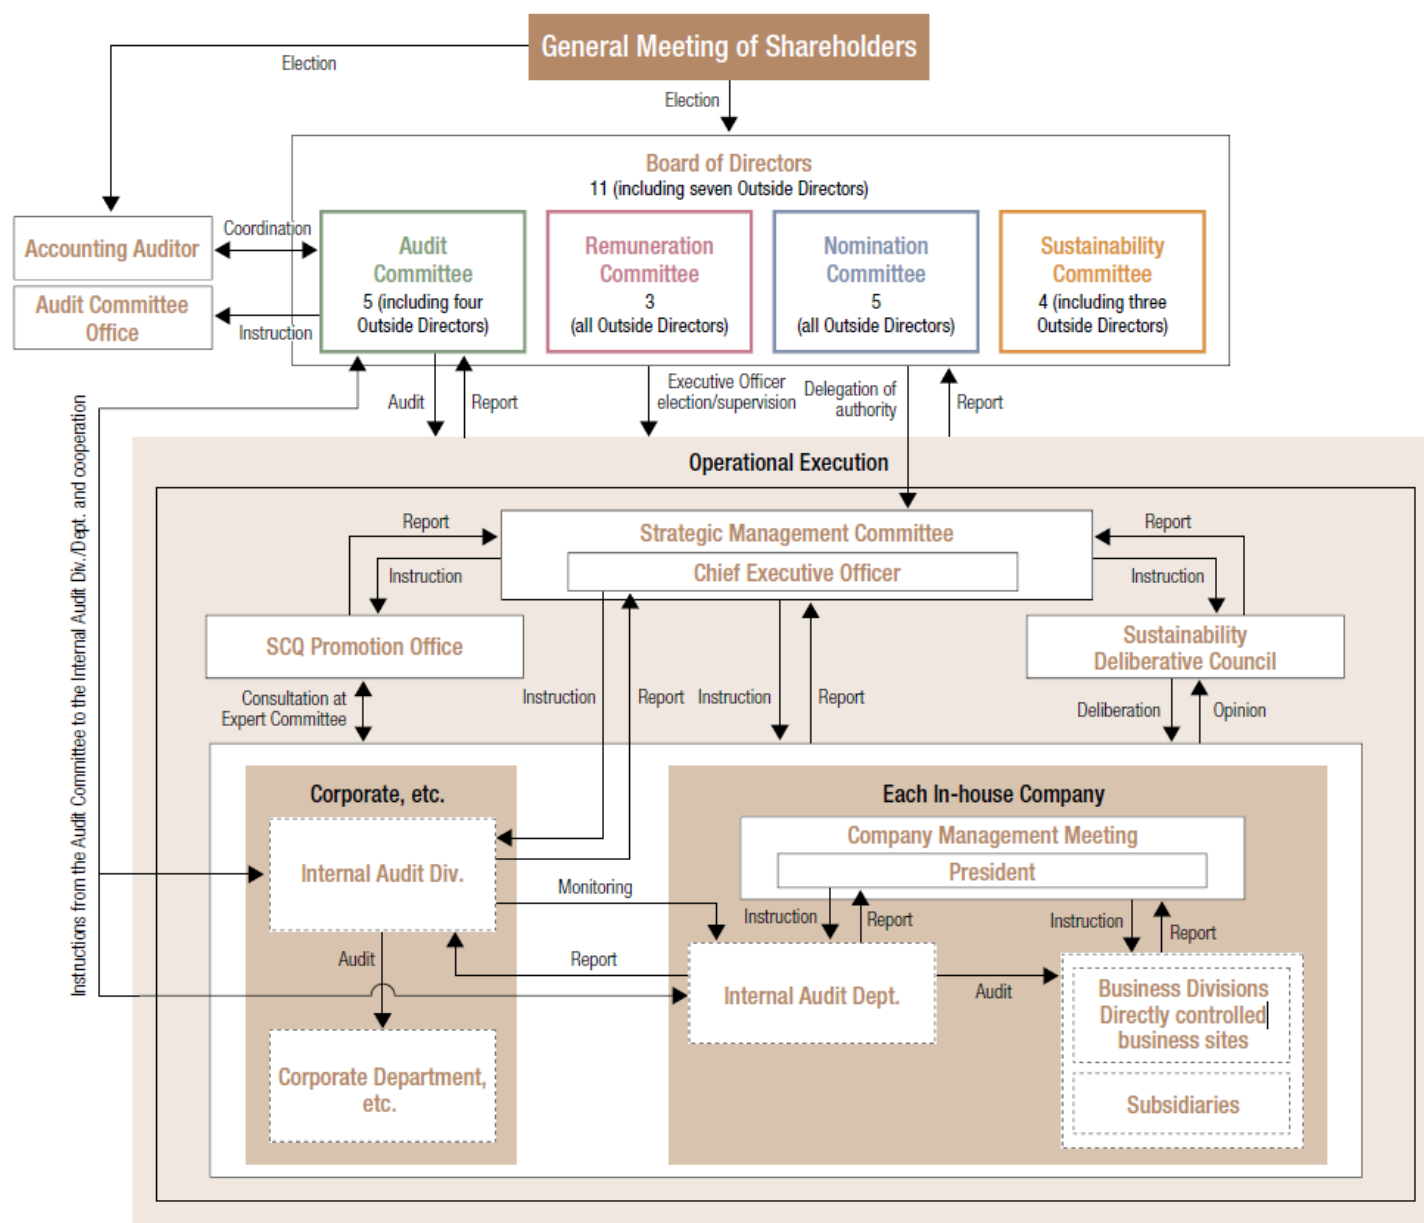 General Meeting of Shareholders
Election
Election
Board of Directors
11 (including seven Outside Directors)
Accounting Auditor
Coordination
Audit Committee
Office
Instruction
Audit
Committee
5 (including four
Outside Directors)
Remuneration
Committee
3
(all Outside Directors)
Nomination
Committee
5
(all Outside Directors)
Sustainability
Committee
4 (including three
Outside Directors)
Audit
Report
Executive Officer
election/supervision
Delegation of
authority
Report
Instructions from the Audit Committee to the Internal Audit Div./Dept. and cooperation
Operational Execution
Strategic Management Committee
Chief Executive Officer
Report
Instruction
Report
Instruction
SCQ Promotion Office
Sustainability
Deliberative Council
Consultation at
Expert Committee
Instruction
Report
Instruction
Report
Deliberation
Opinion
Corporate, etc.
Internal Audit Div.
Audit
Corporate Department,
etc.
Monitoring
Report
Each In-house Company
Company Management Meeting
President
Instruction
Report
Instruction
Report
Internal Audit Dept.
Audit
Business Divisions
Directly controlled
business sites
Subsidiaries